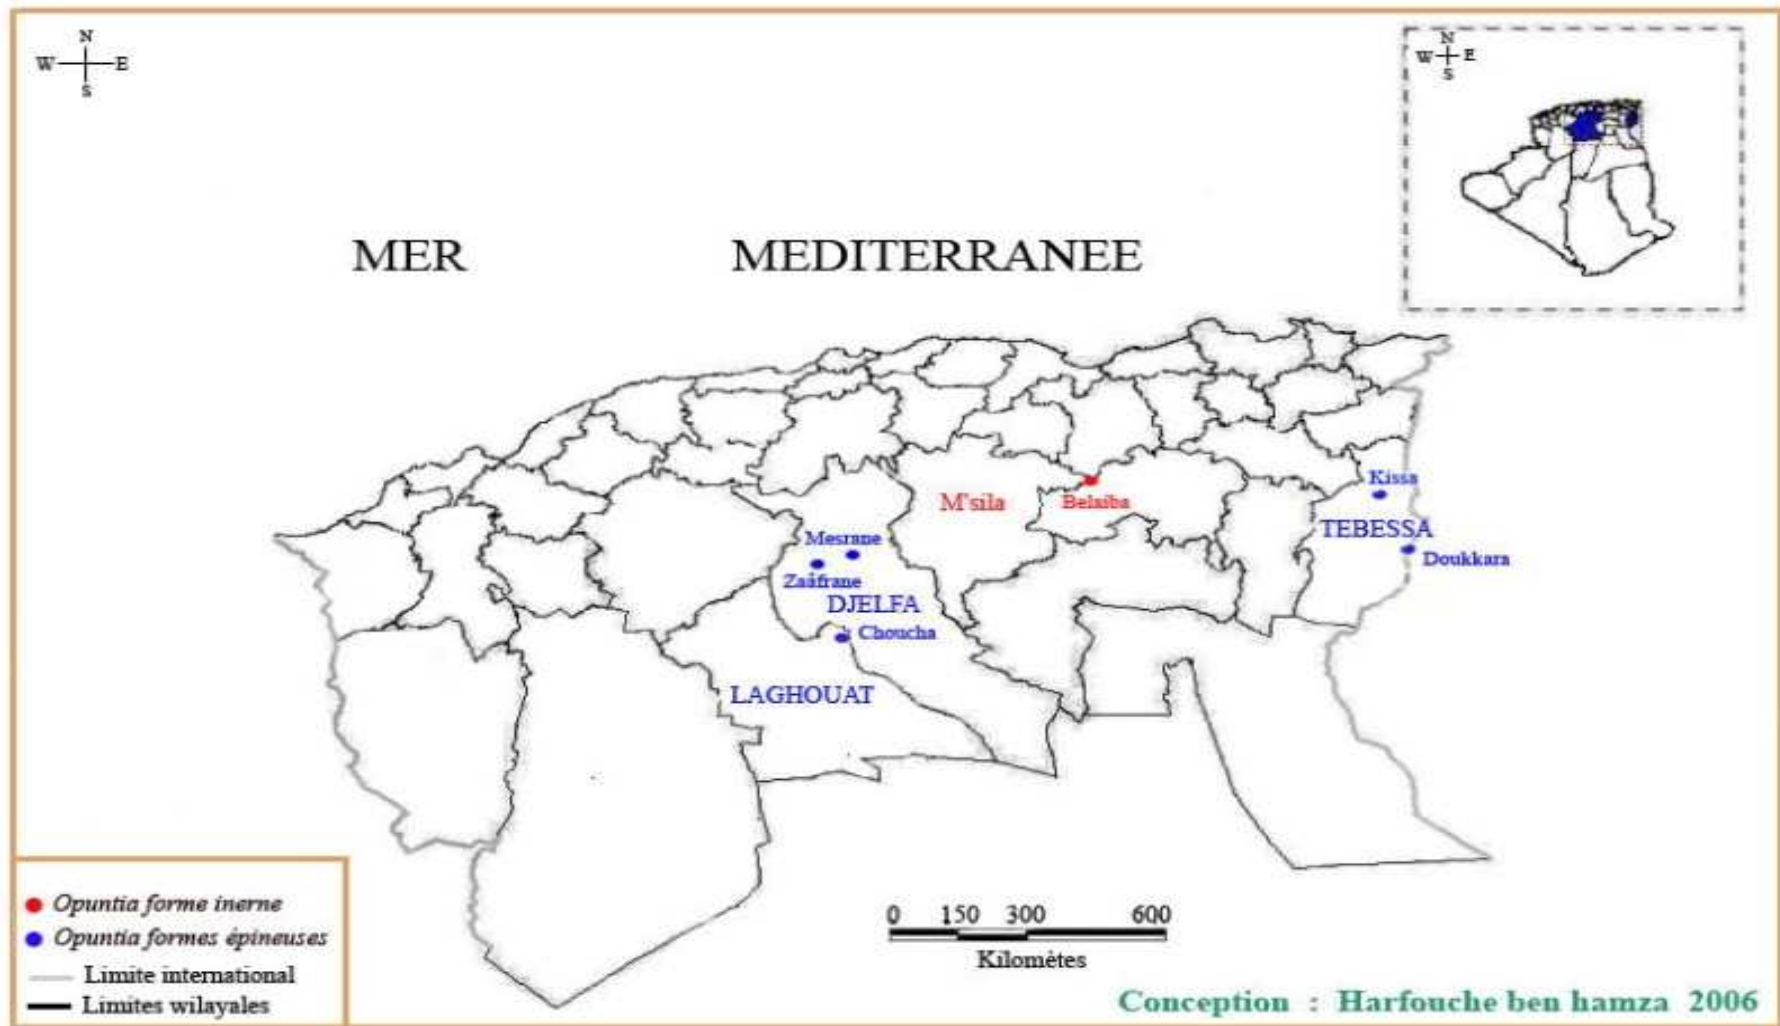 N
W E
S
N
W E
S
MER MEDITERRANEE
Kissa
M'sila
Belaiba
TEBESSA
Mesrane
Doukkara
Zaâfrane
DJELFA
Choucha
LAGHOUAT
Opuntia forme inerne
Opuntia formes épineuses
Limite international
Limites wilayales
0 150 300 600
Kilomètes
Conception : Harfouche ben hamza 2006